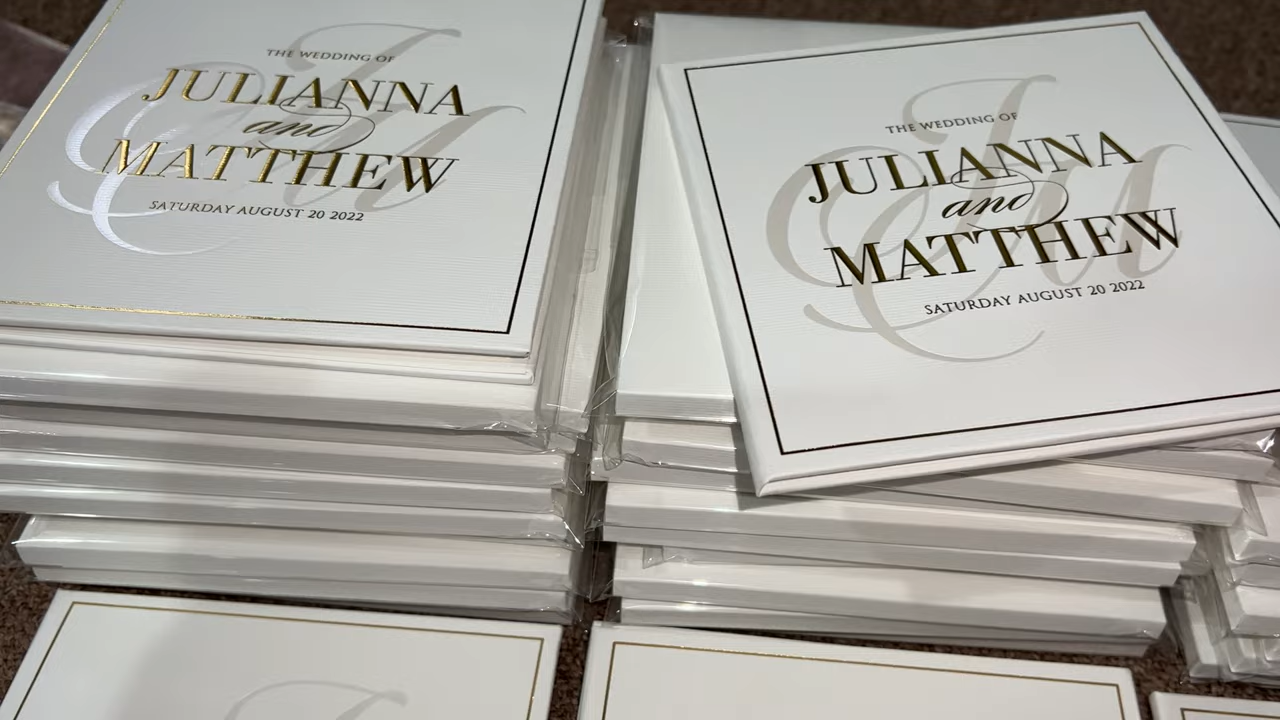 THE WEDDING OF
JULIANNA
and
MATTHEW
SATURDAY AUGUST 20 2022
THE WEDDING OF
JULIANNA
and
MATTHEW
SATURDAY AUGUST 20 2022